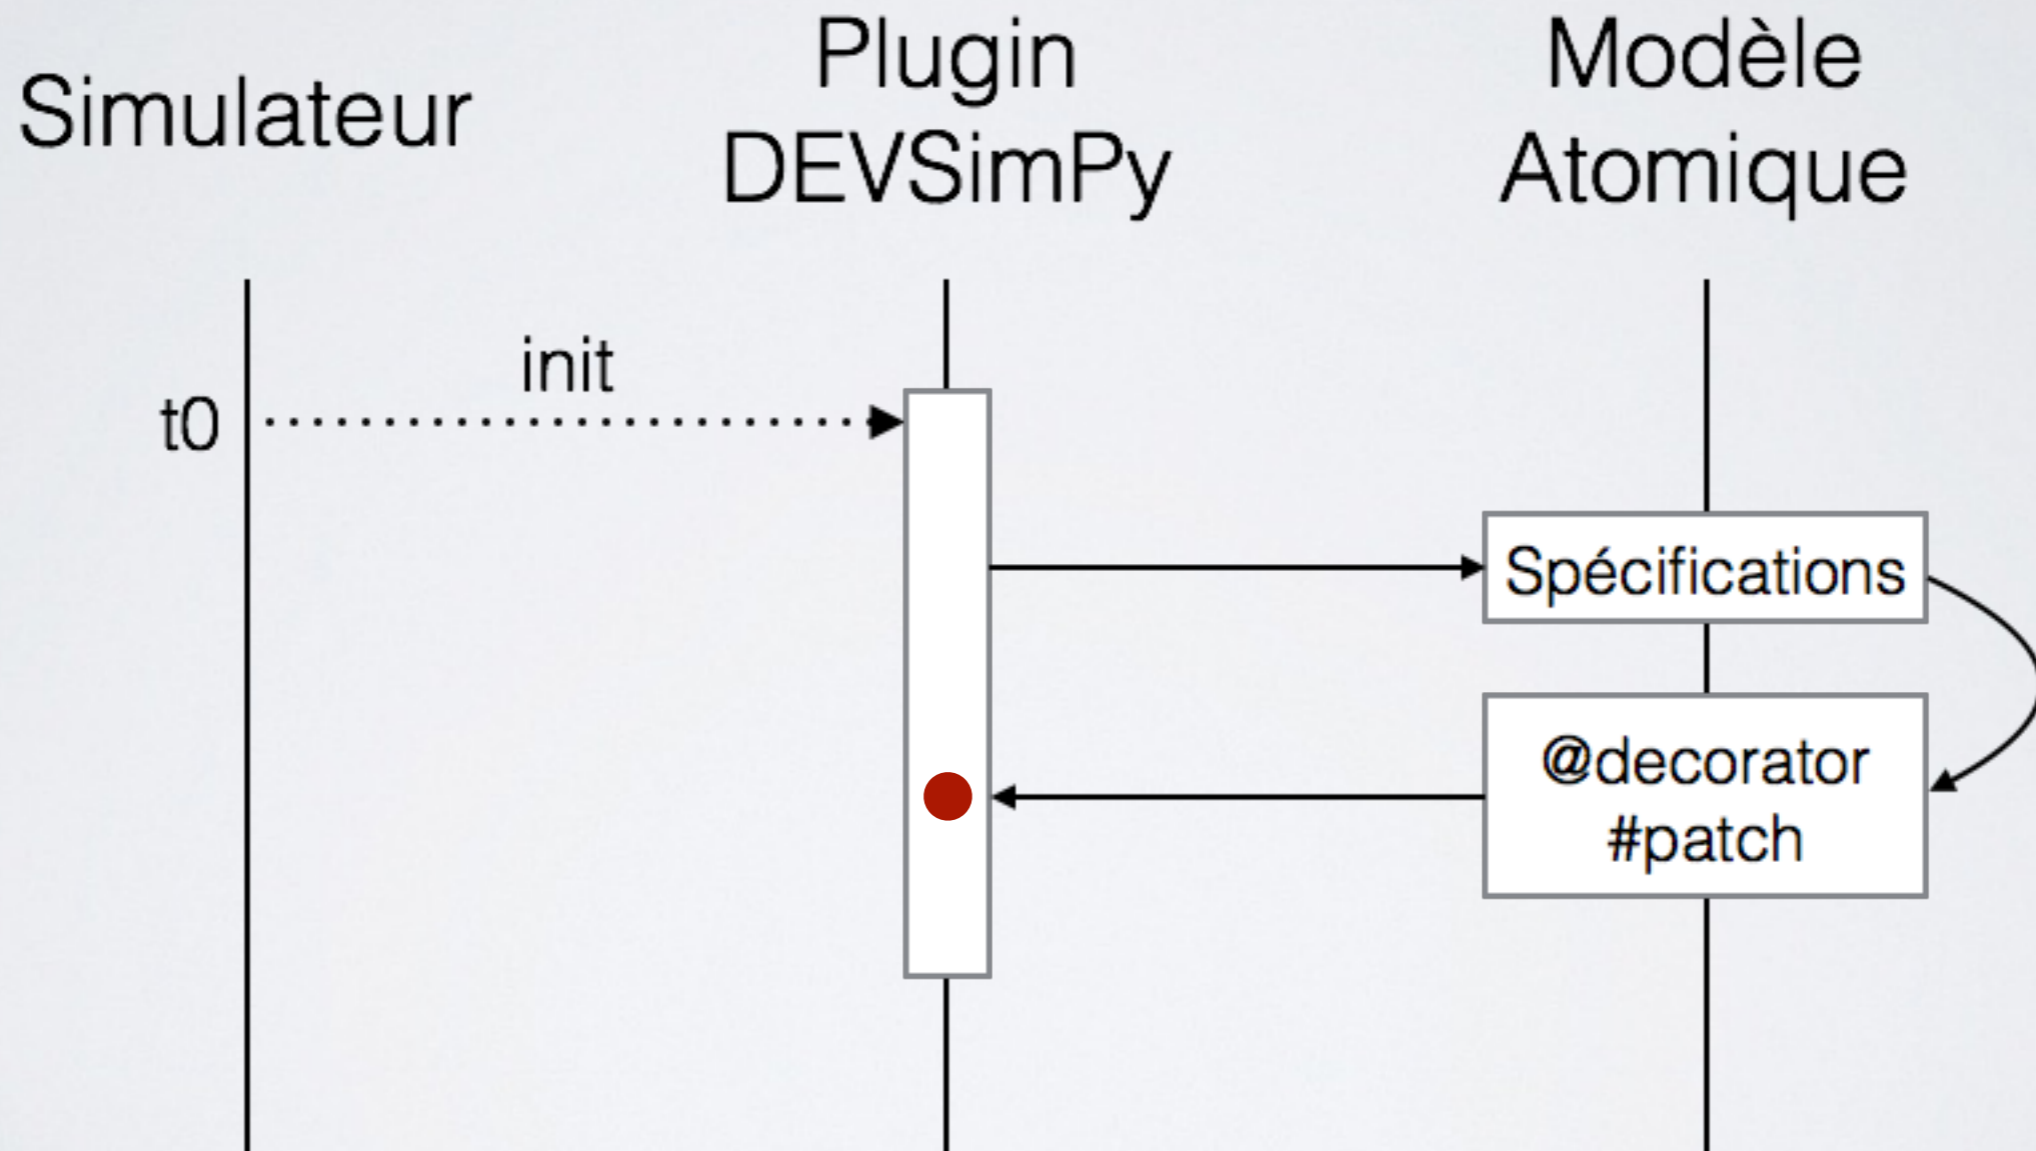 Simulateur
Plugin
DEVSimPy
Modèle
Atomique
init
t0
Spécifications
@decorator
#patch